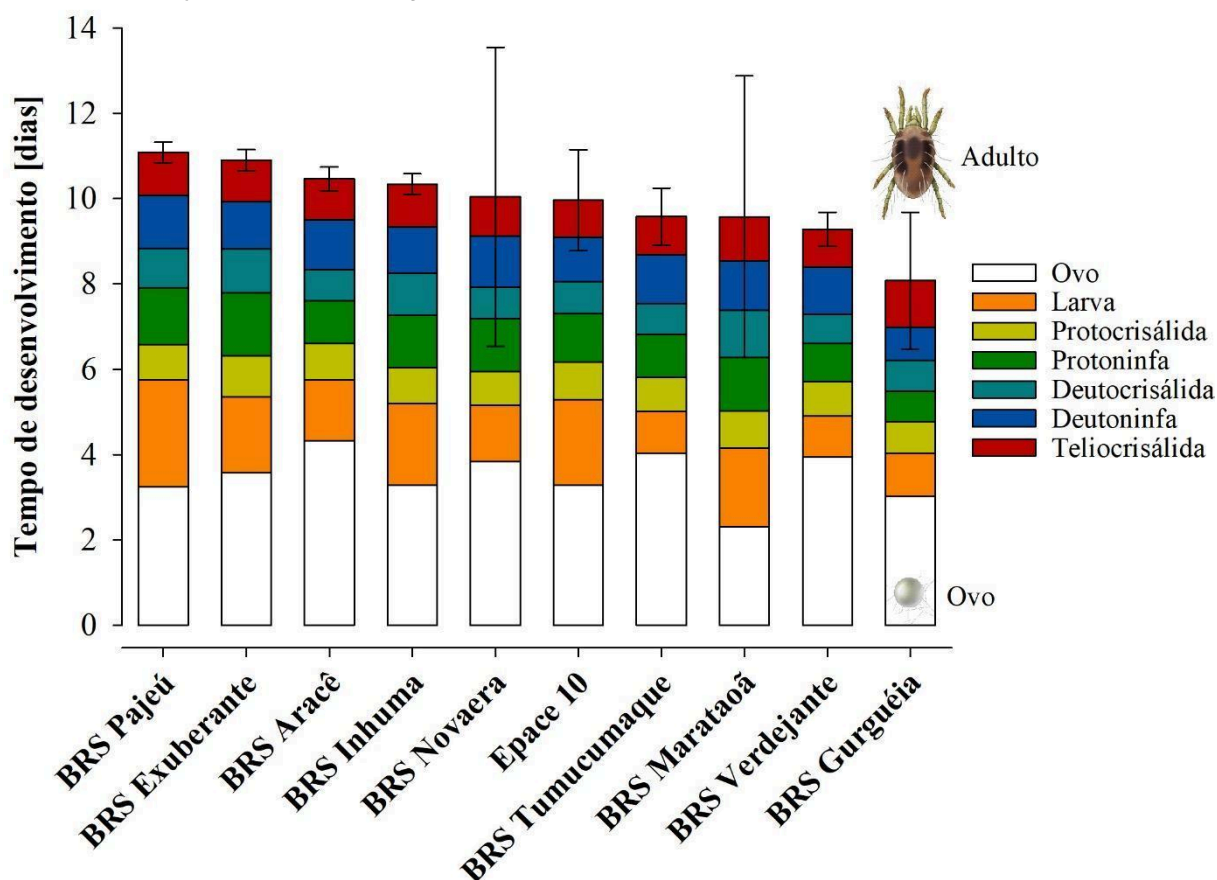 Tempo de desenvolvimento [dias]
14
12
10
8
6
4
2
0
Adulto
Ovo
Larva
Protocrisálida
Protoninfa
Deutocrisálida
Deutoninfa
Teliocrisálida
Ovo
BRS Pajeú
BRS Exuberante
BRS Aracê
BRS Inhuma
BRS Novaera
Epace 10
BRS Tumucumaque
BRS Marataoã
BRS Verdejante
BRS Gurguéia